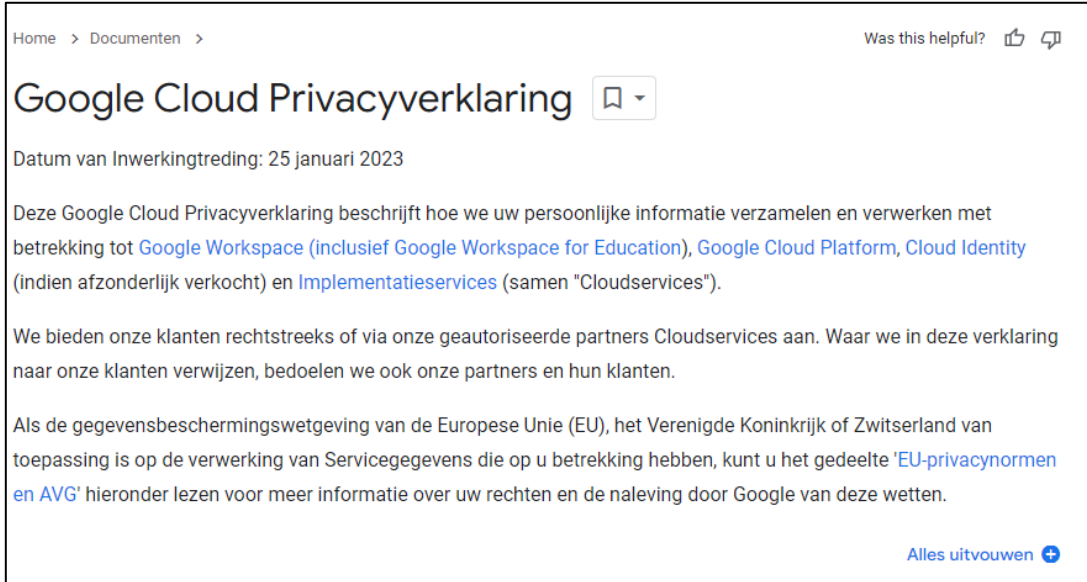 Home > Documenten >
Was this helpful?
Google Cloud Privacyverklaring
Datum van Inwerkingtreding: 25 januari 2023
Deze Google Cloud Privacyverklaring beschrijft hoe we uw persoonlijke informatie verzamelen en verwerken met
betrekking tot Google Workspace (inclusief Google Workspace for Education), Google Cloud Platform, Cloud Identity
(indien afzonderlijk verkocht) en Implementatieservices (samen "Cloudservices").
We bieden onze klanten rechtstreeks of via onze geautoriseerde partners Cloudservices aan. Waar we in deze verklaring
naar onze klanten verwijzen, bedoelen we ook onze partners en hun klanten.
Als de gegevensbeschermingswetgeving van de Europese Unie (EU), het Verenigde Koninkrijk of Zwitserland van
toepassing is op de verwerking van Servicegegevens die op u betrekking hebben, kunt u het gedeelte 'EU-privacynormen
en AVG' hieronder lezen voor meer informatie over uw rechten en de naleving door Google van deze wetten.
Alles uitvouwen